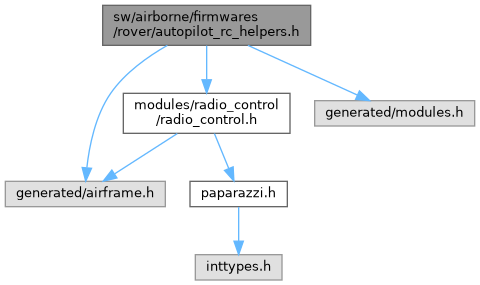 sw/airborne/firmwares
/rover/autopilot_rc_helpers.h
modules/radio_control
/radio_control.h
generated/modules.h
generated/airframe.h
paparazzi.h
inttypes.h